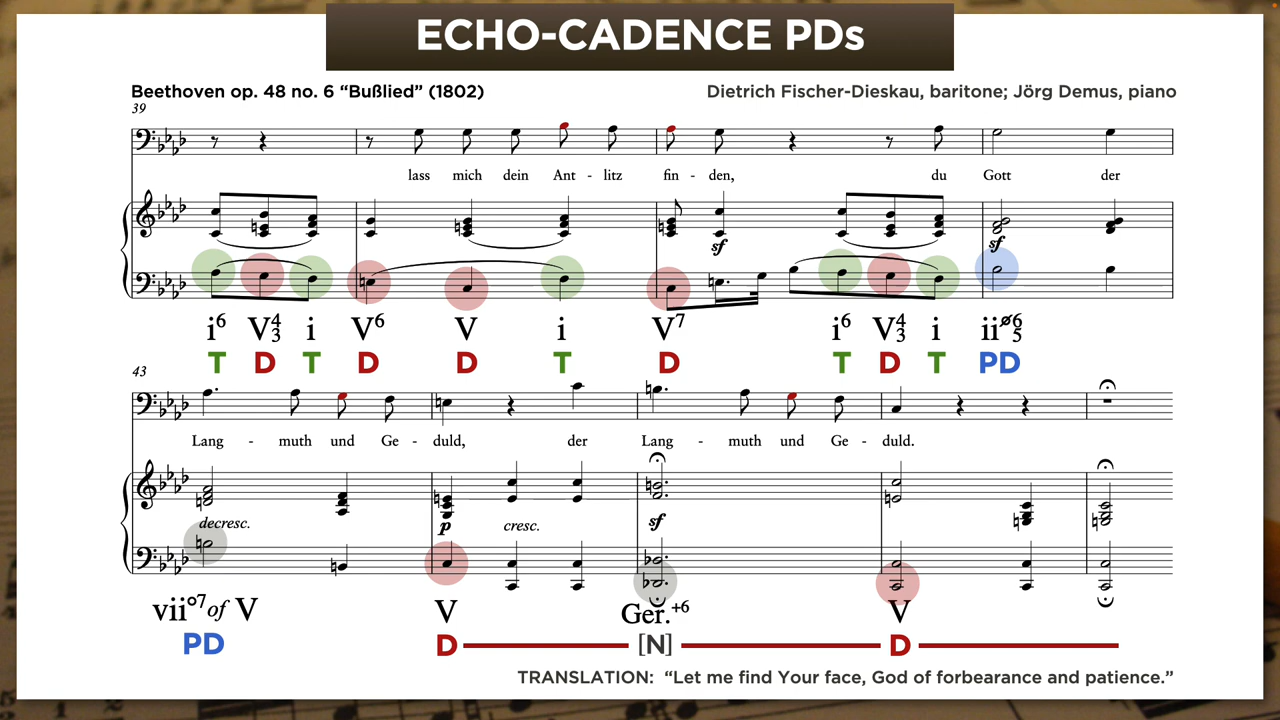 ECHO-CADENCE PDs
Beethoven op. 48 no. 6 “Bußlied” (1802) Dietrich Fischer-Dieskau, baritone; Jörg Demus, piano
39
lass mich dein Ant - litz fin - den, du Gott der
sf sf
i6 V43 i V6 V i V7 i6 V43 i iiø65
T D T D D T D T D T PD
43
Lang - muth und Ge - duld, der Lang - muth und Ge - duld.
decresc. p cresc. sf
vii°7 of V V Ger.+6 V
PD D [N] D
TRANSLATION: “Let me find Your face, God of forbearance and patience.”